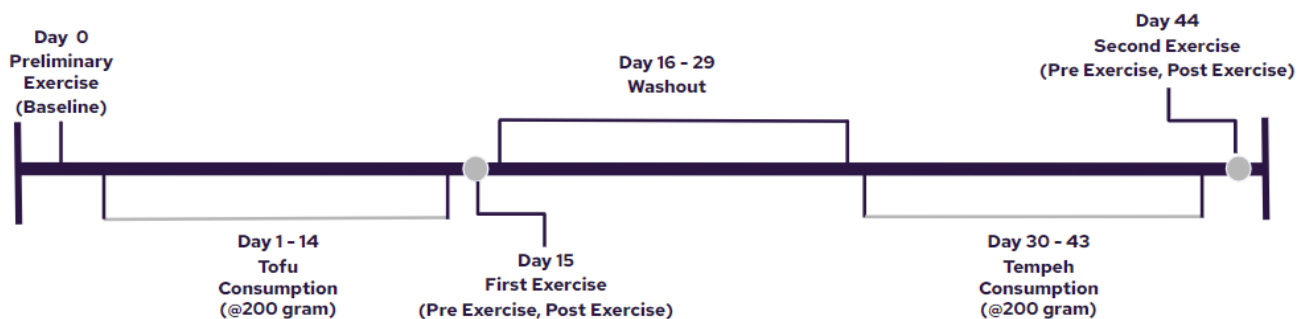 Day 0
Preliminary
Exercise
(Baseline)
Day 1 - 14
Tofu
Consumption
(@200 gram)
Day 15
First Exercise
(Pre Exercise, Post Exercise)
Day 16 - 29
Washout
Day 30 - 43
Tempeh
Consumption
(@200 gram)
Day 44
Second Exercise
(Pre Exercise, Post Exercise)